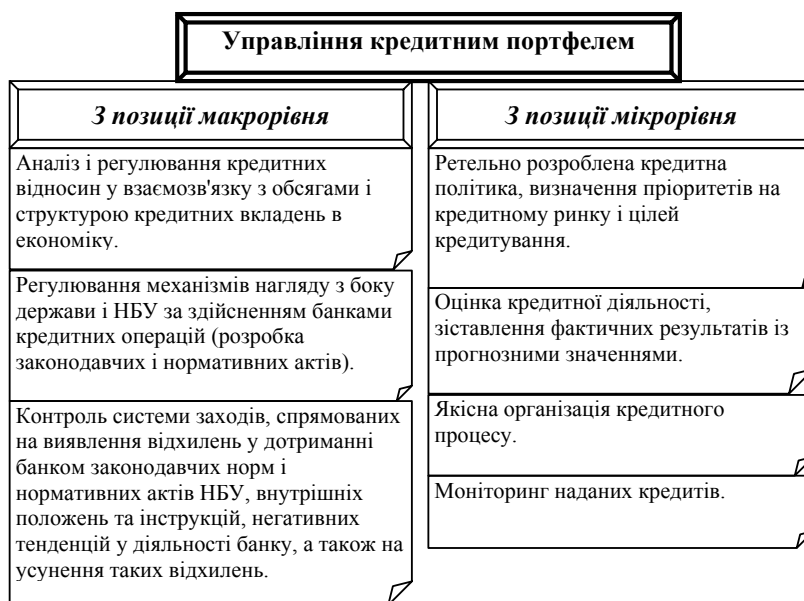 Управління кредитним портфелем
З позиції макрорівня
Аналіз і регулювання кредитних
відносин у взаємозв'язку з обсягами і
структурою кредитних вкладень в
економіку.
Регулювання механізмів нагляду з боку
держави і НБУ за здійсненням банками
кредитних операцій (розробка
законодавчих і нормативних актів).
Контроль системи заходів, спрямованих
на виявлення відхилень у дотриманні
банком законодавчих норм і
нормативних актів НБУ, внутрішніх
положень та інструкцій, негативних
тенденцій у діяльності банку, а також на
усунення таких відхилень.
З позиції мікрорівня
Ретельно розроблена кредитна
політика, визначення пріоритетів на
кредитному ринку і цілей
кредитування.
Оцінка кредитної діяльності,
зіставлення фактичних результатів із
прогнозними значеннями.
Якісна організація кредитного
процесу.
Моніторинг наданих кредитів.